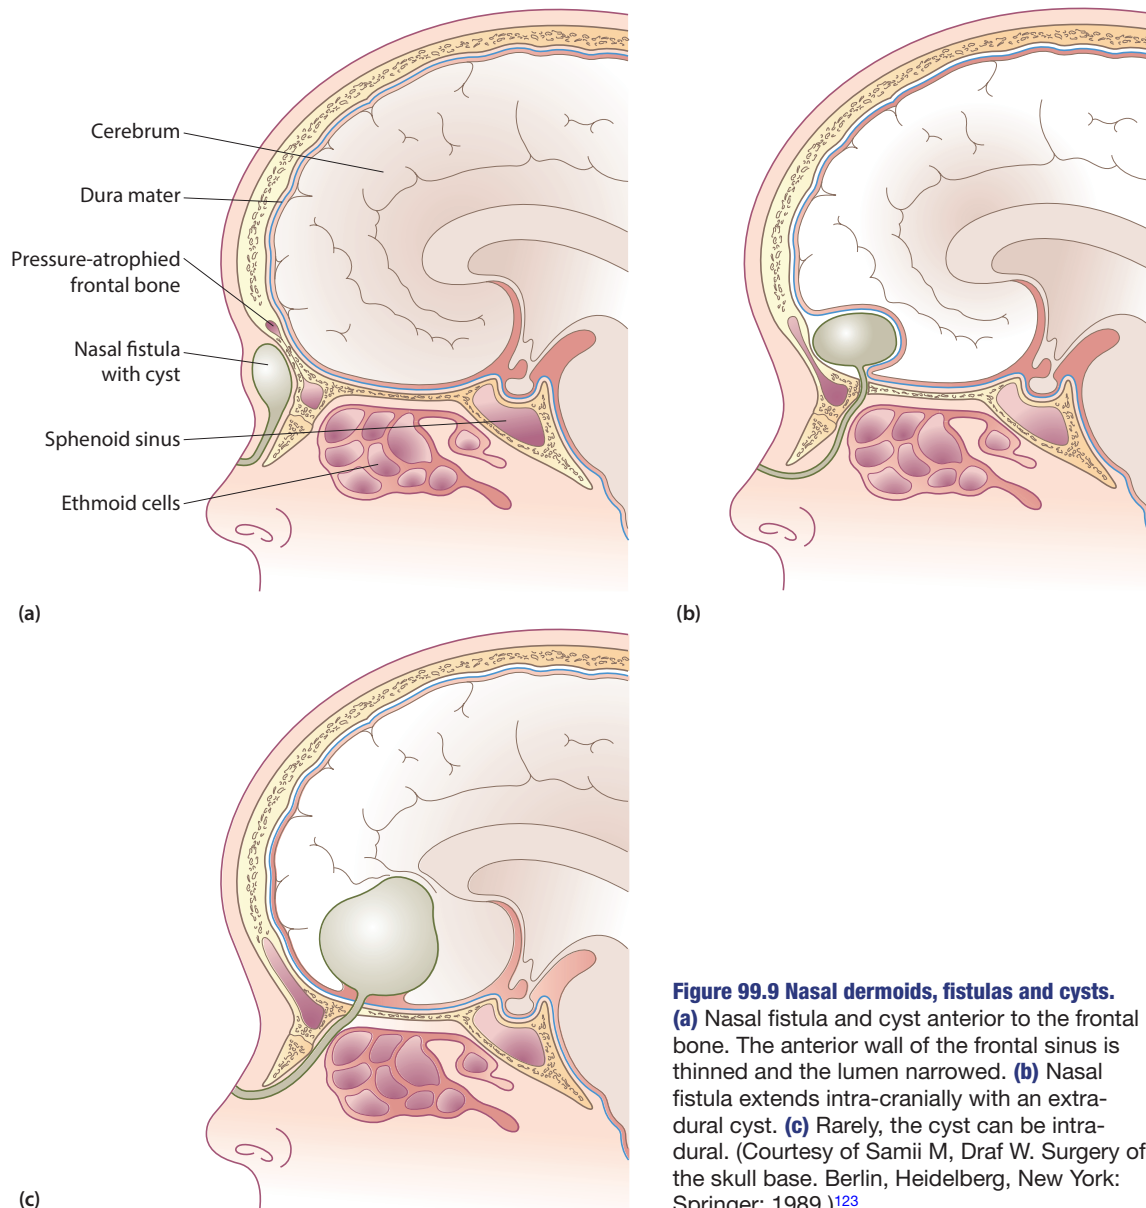 Cerebrum
Dura mater
Pressure-atrophied
frontal bone
Nasal fistula
with cyst
Sphenoid sinus
Ethmoid cells
(a)
(b)
(c)
Figure 99.9 Nasal dermoids, fistulas and cysts.
(a) Nasal fistula and cyst anterior to the frontal
bone. The anterior wall of the frontal sinus is
thinned and the lumen narrowed. (b) Nasal
fistula extends intra-cranially with an extra-
dural cyst. (c) Rarely, the cyst can be intra-
dural. (Courtesy of Samii M, Draf W. Surgery of
the skull base. Berlin, Heidelberg, New York:
Springer; 1989.)123